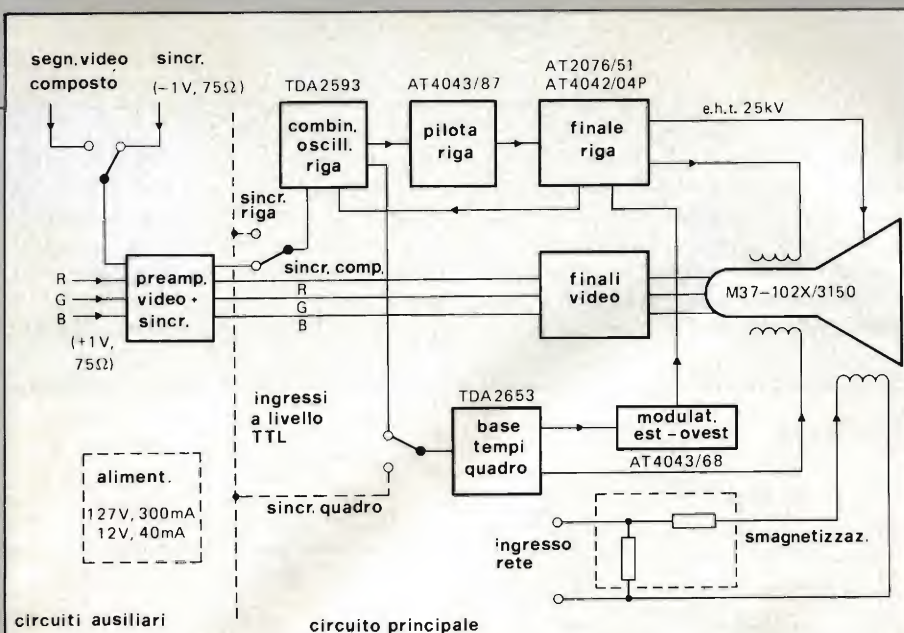 segn. video
composto
sincr.
(−1V, 75Ω)
TDA2593
combin.
oscill.
riga
AT4043/87
pilota
riga
AT2076/51
AT4042/04P
finale
riga
e.h.t. 25kV
sincr.
riga
R
G
B
(+1V,
75Ω)
preamp.
video +
sincr.
sincr. comp.
R
G
B
finali
video
M37-102X/3150
ingressi
a livello
TTL
TDA2653
base
tempi
quadro
modulat.
est-ovest
AT4043/68
sincr. quadro
aliment.
127V, 300mA
12V, 40mA
ingresso
rete
smagnetizzaz.
circuiti ausiliari
circuito principale